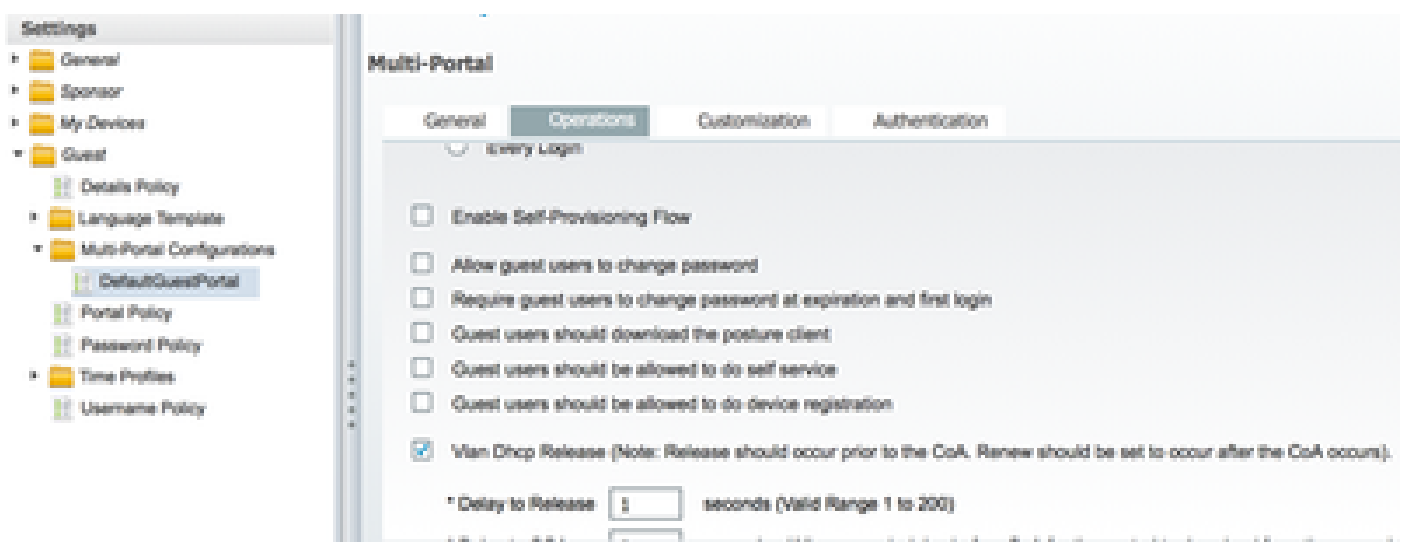 Settings
General
Sponsor
My Devices
Guest
Details Policy
Language Template
Multi-Portal Configurations
DefaultGuestPortal
Portal Policy
Password Policy
Time Profiles
Username Policy
Multi-Portal
General Operations Customization Authentication
Every Login
Enable Self-Provisioning Flow
Allow guest users to change password
Require guest users to change password at expiration and first login
Guest users should download the posture client
Guest users should be allowed to do self service
Guest users should be allowed to do device registration
Vlan Dhcp Release (Note: Release should occur prior to the CoA. Renew should be set to occur after the CoA occurs).
* Delay to Release 1 seconds (Valid Range 1 to 200)